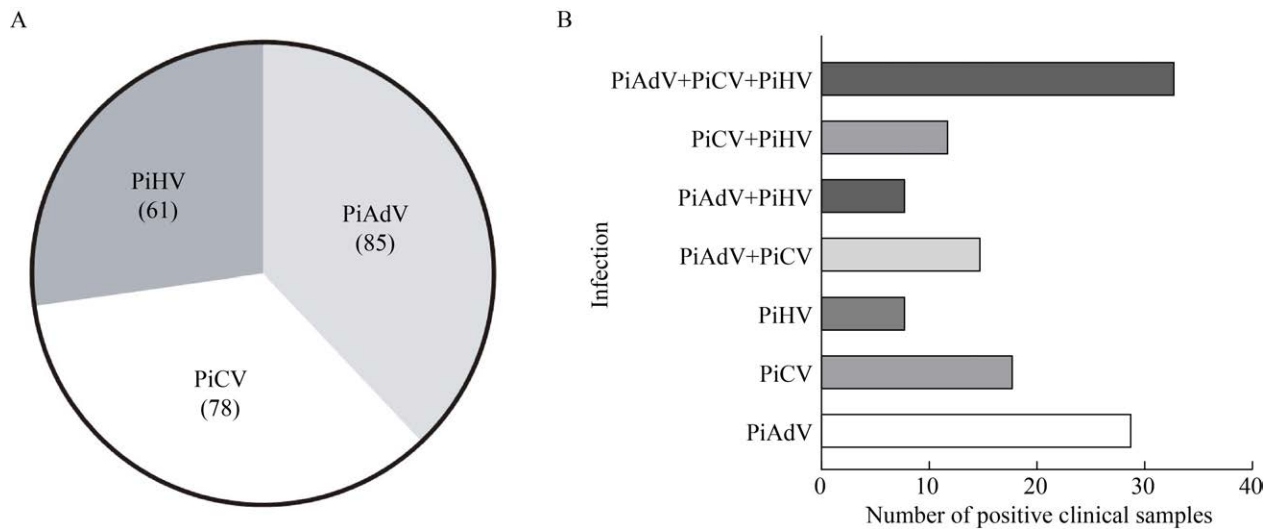 A
PiHV
(61)
PiAdV
(85)
PiCV
(78)
B
Infection
PiAdV+PiCV+PiHV
PiCV+PiHV
PiAdV+PiHV
PiAdV+PiCV
PiHV
PiCV
PiAdV
0 10 20 30 40
Number of positive clinical samples